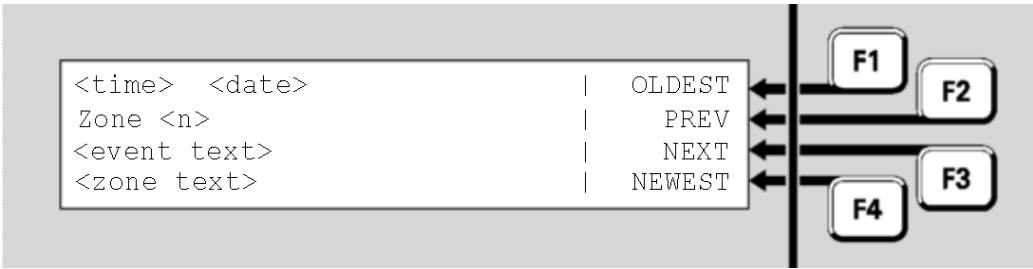 <time> <date> | OLDEST
Zone <n> | PREV
<event text> | NEXT
<zone text> | NEWEST
F1
F2
F3
F4